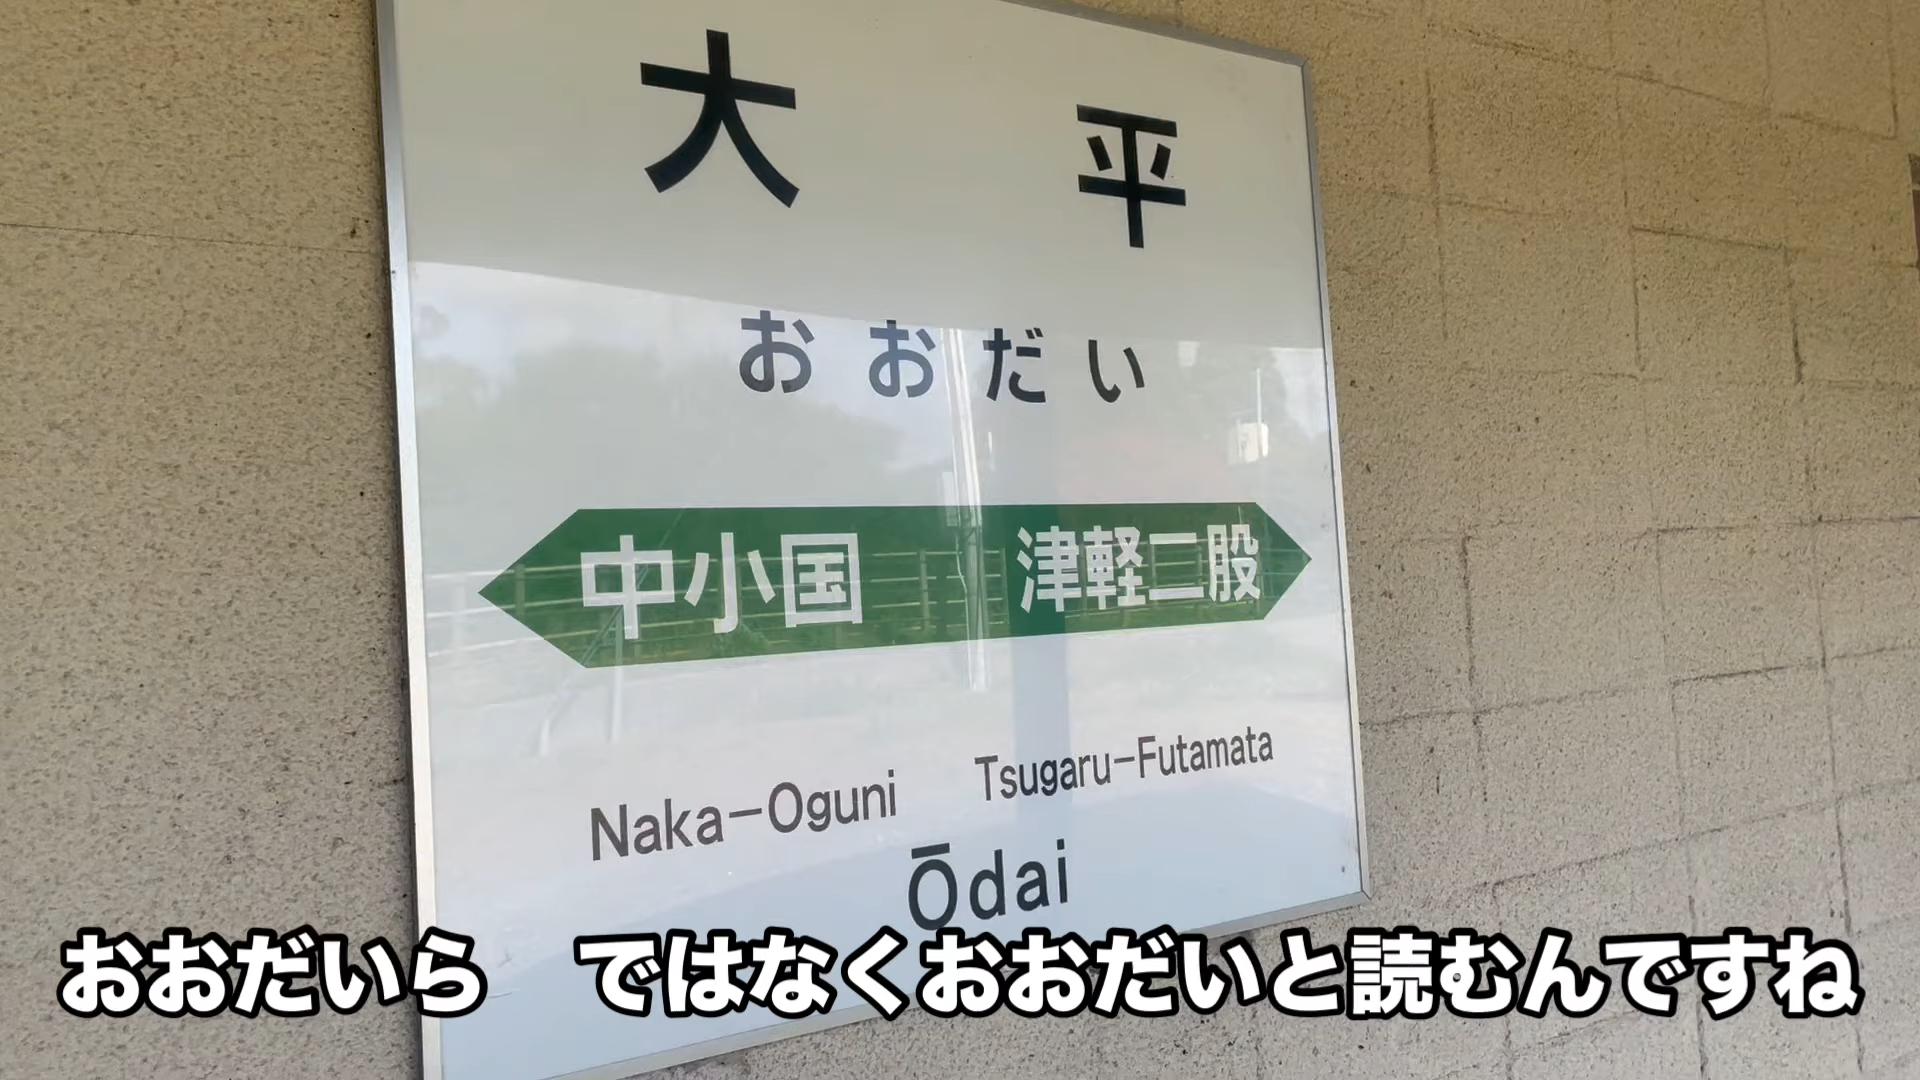 大平
おおだい
中小国 津軽二股
Naka-Oguni Tsugaru-Futamata
Ōdai
おおだいら ではなくおおだいと読むんですね